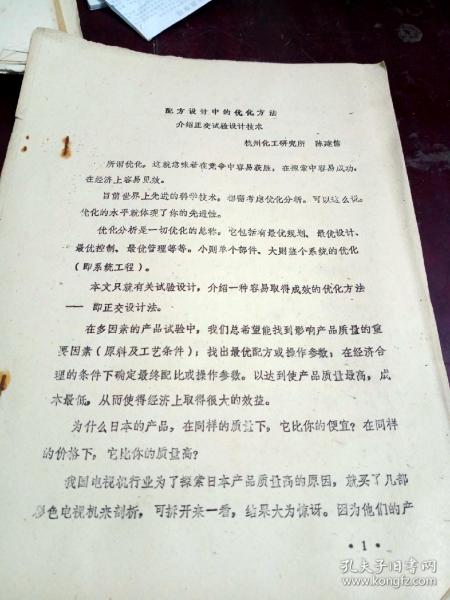 配方设计中的优化方法
介绍正交试验设计技术
杭州化工研究所 陈建信
所谓优化，这就意味着在竞争中容易获胜，在探索中容易成功，
在经济上容易见效。
目前世界上先进的科学技术，都需考虑优化分析。可以这么说，
优化的水平就体现了你的先进性。
优化分析是一切优化的总称。它包括有最优规划、最优设计、
最优控制、最优管理等等。小则单个部件、大则整个系统的优化
（即系统工程）。
本文只就有关试验设计，介绍一种容易取得成效的优化方法
—— 即正交设计法。
在多因素的产品试验中，我们总希望能找到影响产品质量的重
要因素（原料及工艺条件）；找出最优配方或操作参数；在经济合
理的条件下确定最终配比或操作参数。以达到使产品质量最高，成
本最低，从而使得经济上取得很大的效益。
为什么日本的产品，在同样的质量下，它比你的便宜？在同样
的价格下，它比你的质量高？
我国电视机行业为了探索日本产品质量高的原因，就买了几部
彩色电视机来剖析，可拆开来一看，结果大为惊讶。因为他们的产
• 1 •
孔夫子旧书网
www.kongfz.com